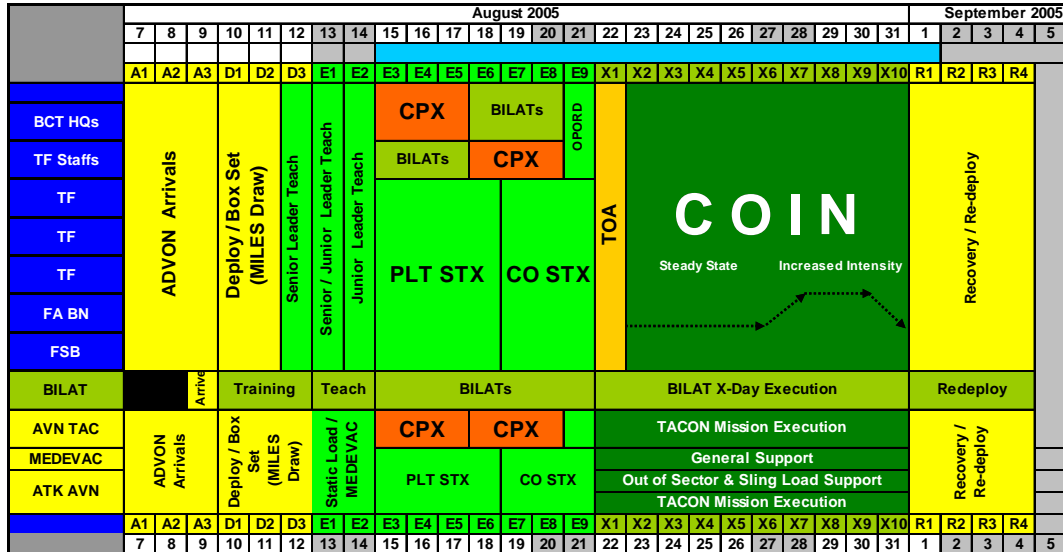 August 2005 September 2005
7 8 9 10 11 12 13 14 15 16 17 18 19 20 21 22 23 24 25 26 27 28 29 30 31 1 2 3 4 5
A1 A2 A3 D1 D2 D3 E1 E2 E3 E4 E5 E6 E7 E8 E9 X1 X2 X3 X4 X5 X6 X7 X8 X9 X10 R1 R2 R3 R4
BCT HQs
TF Staffs
TF
TF
TF
FA BN
FSB
ADVON Arrivals
Deploy / Box Set
(MILES Draw)
Senior Leader Teach
Senior / Junior Leader Teach
Junior Leader Teach
CPX BILATs
OPORD
BILATs CPX
PLT STX CO STX
TOA
COIN
Steady State Increased Intensity
Recovery / Re-deploy
BILAT
Arrive
Training Teach BILATs BILAT X-Day Execution Redeploy
AVN TAC
MEDEVAC
ATK AVN
ADVON
Arrivals
Deploy / Box
Set
(MILES
Draw)
Static Load /
MEDEVAC
CPX CPX
PLT STX CO STX
TACON Mission Execution
General Support
Out of Sector & Sling Load Support
TACON Mission Execution
Recovery /
Re-deploy
A1 A2 A3 D1 D2 D3 E1 E2 E3 E4 E5 E6 E7 E8 E9 X1 X2 X3 X4 X5 X6 X7 X8 X9 X10 R1 R2 R3 R4
7 8 9 10 11 12 13 14 15 16 17 18 19 20 21 22 23 24 25 26 27 28 29 30 31 1 2 3 4 5